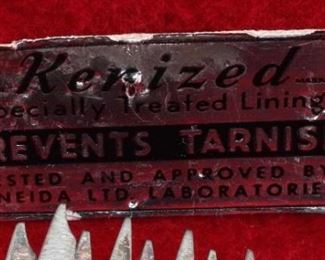 Kenized
pecially Treated Lining
REVENTS TARNIS
ESTED AND APPROVED BY
NEIDA LTD. LABORATORIE